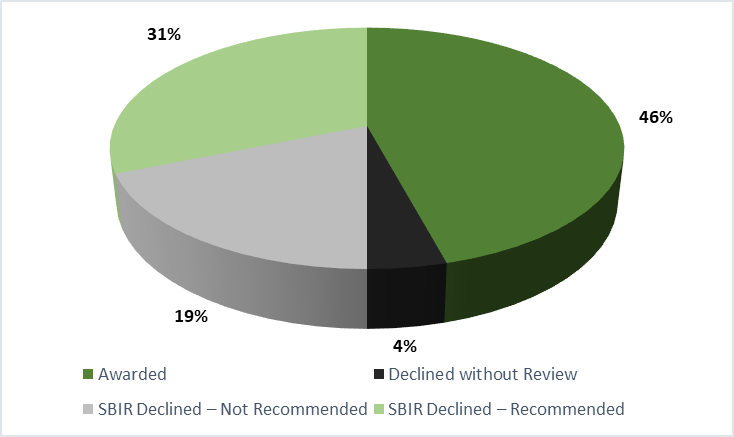 31%
46%
19%
4%
Awarded
Declined without Review
SBIR Declined – Not Recommended
SBIR Declined – Recommended